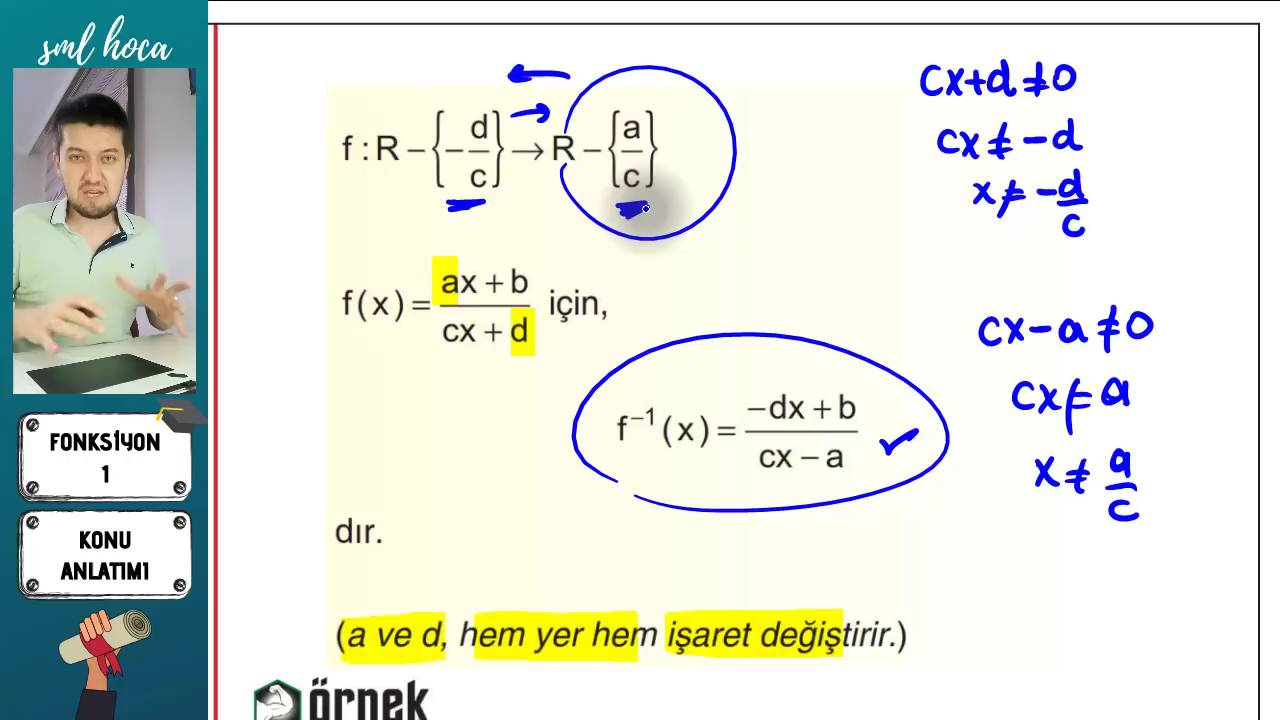 sml hoca
FONKSİYON
1
KONU
ANLATIMI
f : R − {−d/c} → R − {a/c}
f(x) = (ax + b)/(cx + d) için,
f⁻¹(x) = (−dx + b)/(cx − a)
dır.
(a ve d, hem yer hem işaret değiştirir.)
örnek
cx+d≠0
cx≠-d
x≠-d/c
cx-a≠0
cx≠a
x≠a/c